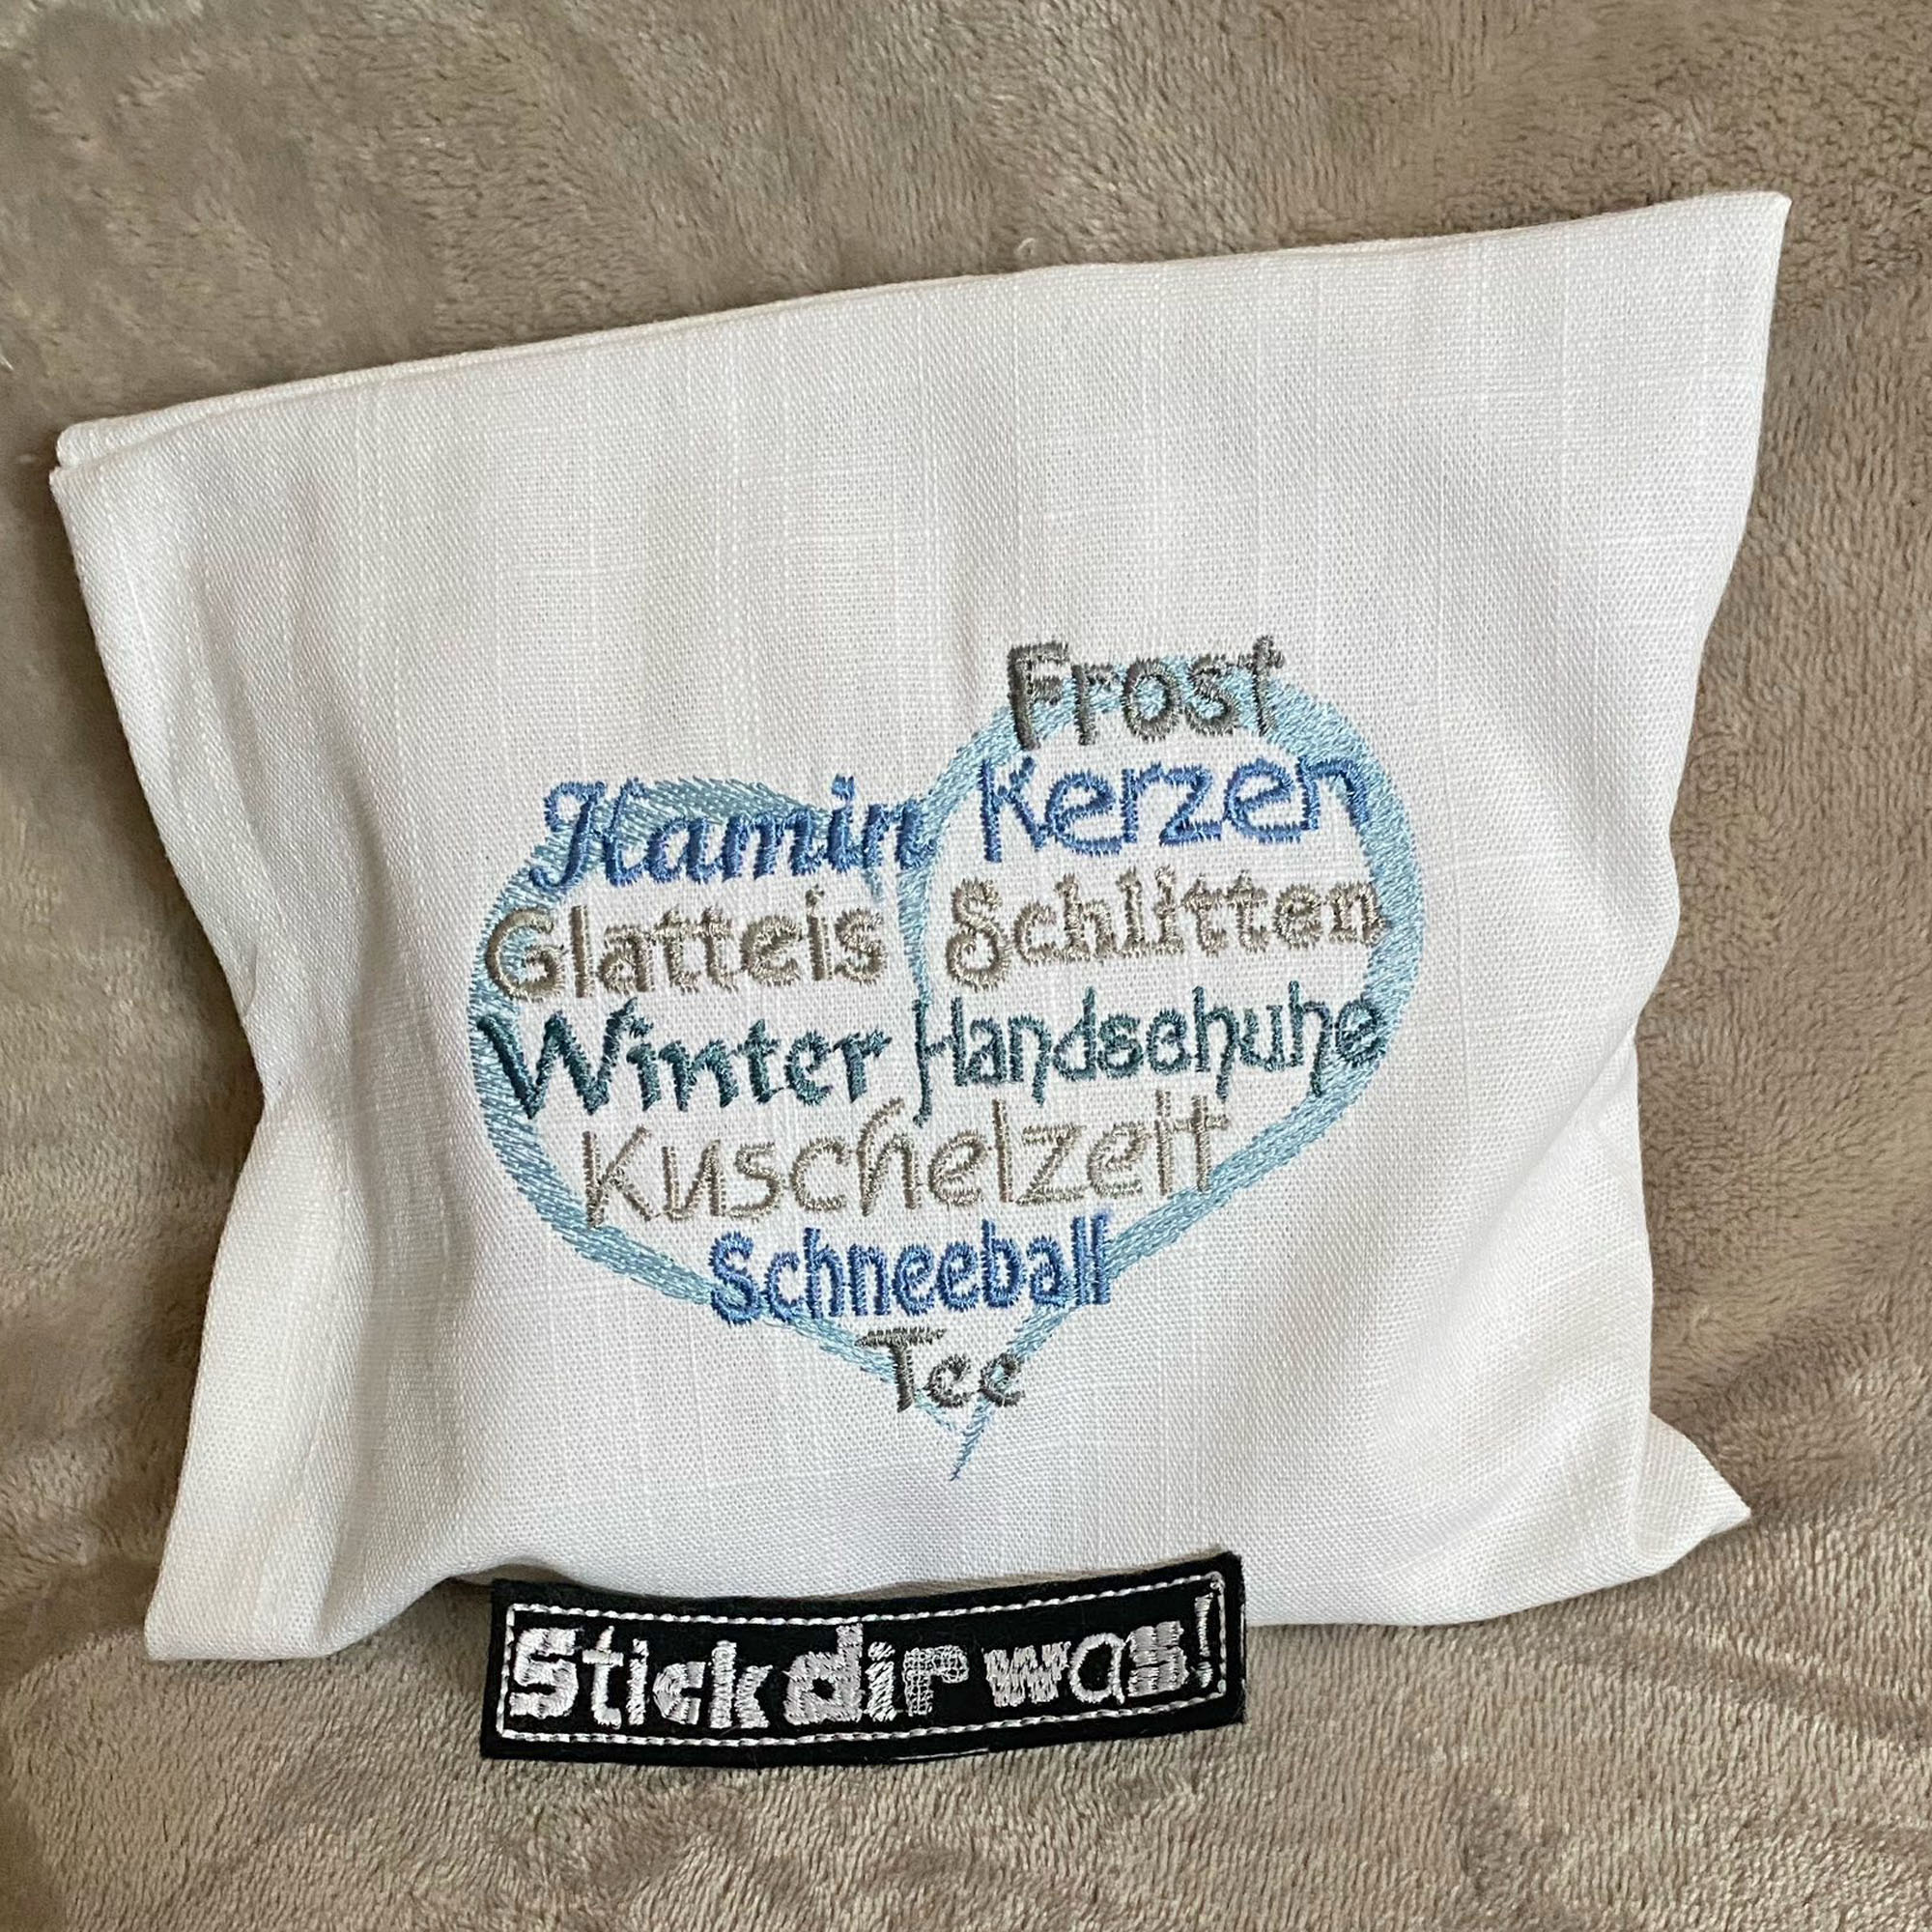 Frost
Kamin Kerzen
Glatteis Schlitten
Winter Handschuhe
Kuschelzeit
Schneeball
Tee
Stick dir was!